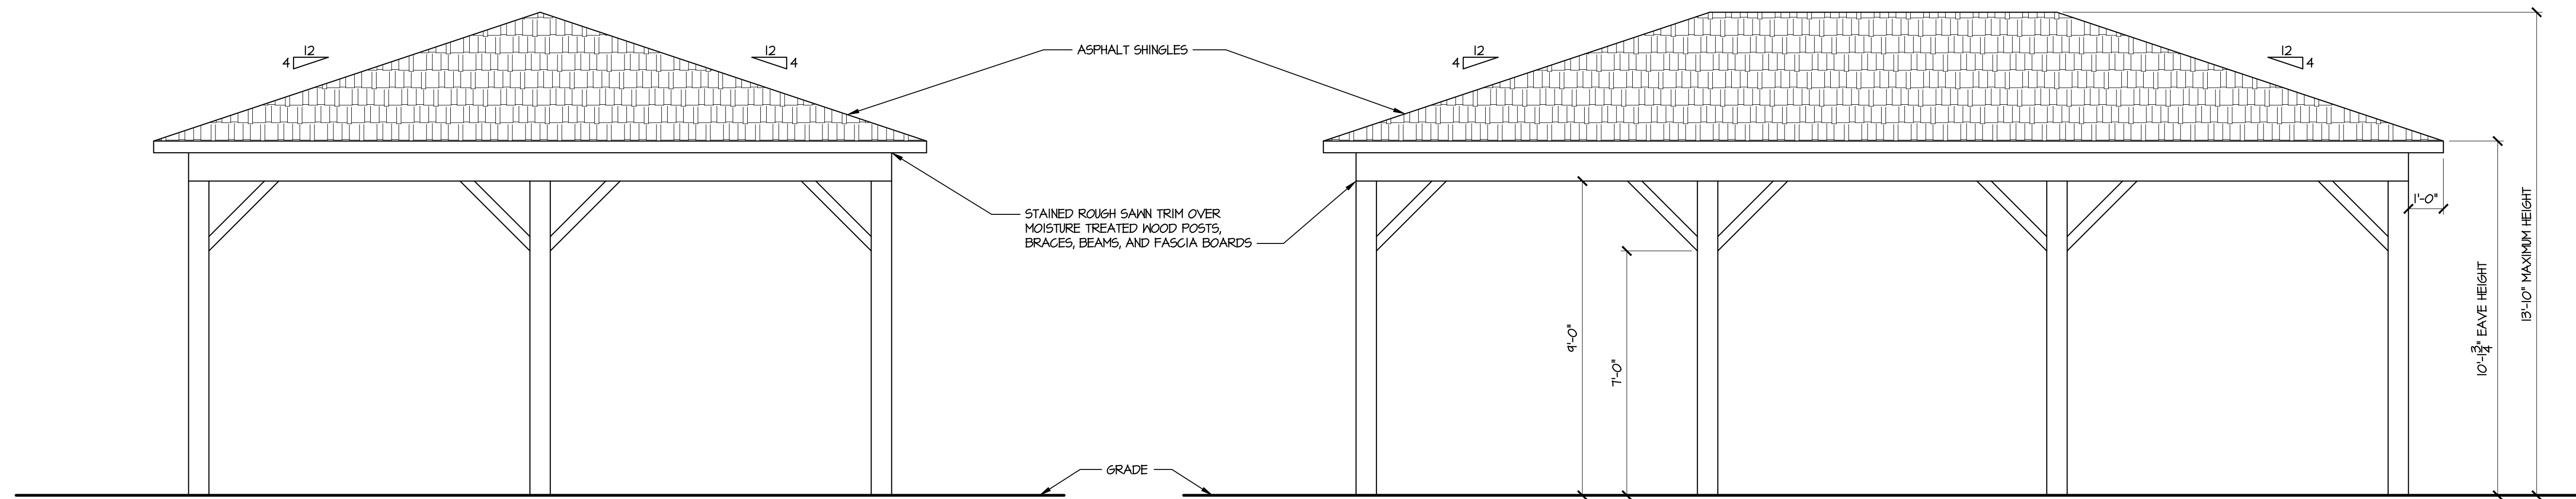 12
4
12
4
ASPHALT SHINGLES
12
4
12
4
STAINED ROUGH SAWN TRIM OVER
MOISTURE TREATED WOOD POSTS,
BRACES, BEAMS, AND FASCIA BOARDS
1'-0"
9'-0"
7'-0"
10'-1 3/4" EAVE HEIGHT
13'-10" MAXIMUM HEIGHT
GRADE